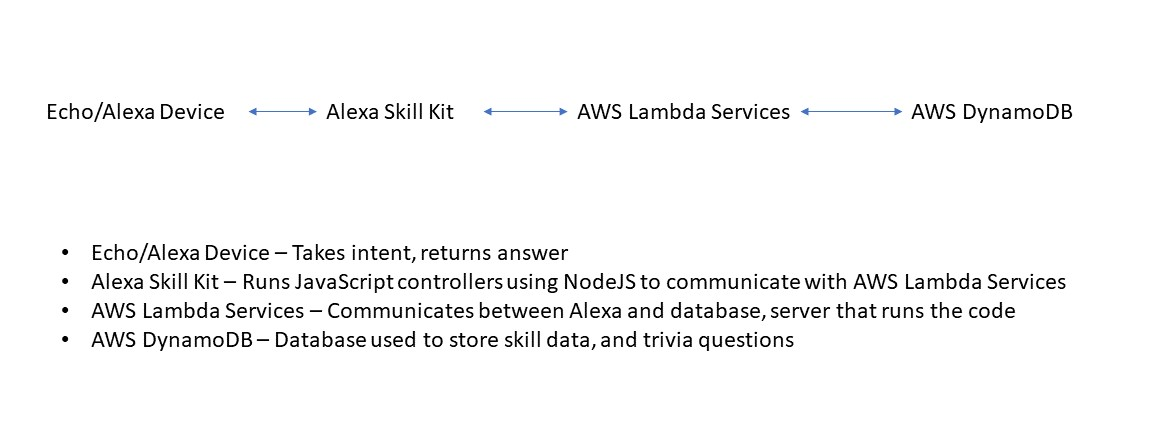 Echo/Alexa Device Alexa Skill Kit AWS Lambda Services AWS DynamoDB
• Echo/Alexa Device – Takes intent, returns answer
• Alexa Skill Kit – Runs JavaScript controllers using NodeJS to communicate with AWS Lambda Services
• AWS Lambda Services – Communicates between Alexa and database, server that runs the code
• AWS DynamoDB – Database used to store skill data, and trivia questions